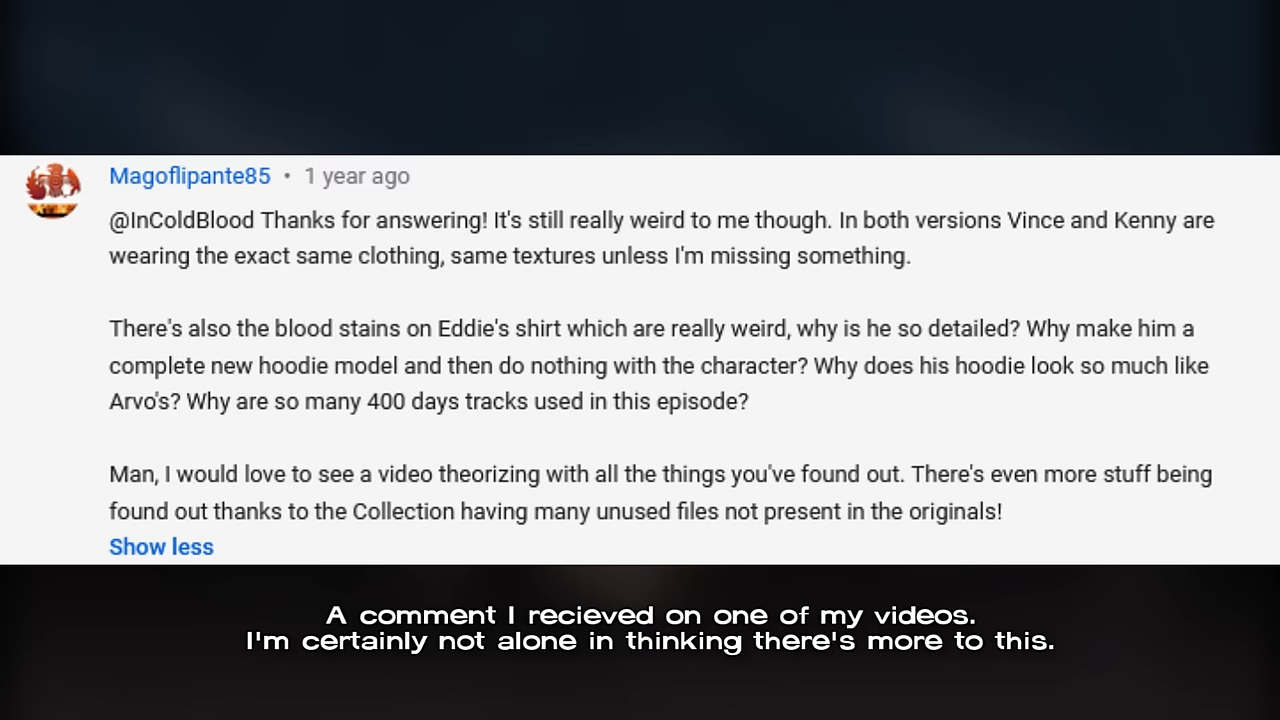 Magoflipante85 • 1 year ago
@InColdBlood Thanks for answering! It's still really weird to me though. In both versions Vince and Kenny are
wearing the exact same clothing, same textures unless I'm missing something.
There's also the blood stains on Eddie's shirt which are really weird, why is he so detailed? Why make him a
complete new hoodie model and then do nothing with the character? Why does his hoodie look so much like
Arvo's? Why are so many 400 days tracks used in this episode?
Man, I would love to see a video theorizing with all the things you've found out. There's even more stuff being
found out thanks to the Collection having many unused files not present in the originals!
Show less
A comment I recieved on one of my videos.
I'm certainly not alone in thinking there's more to this.